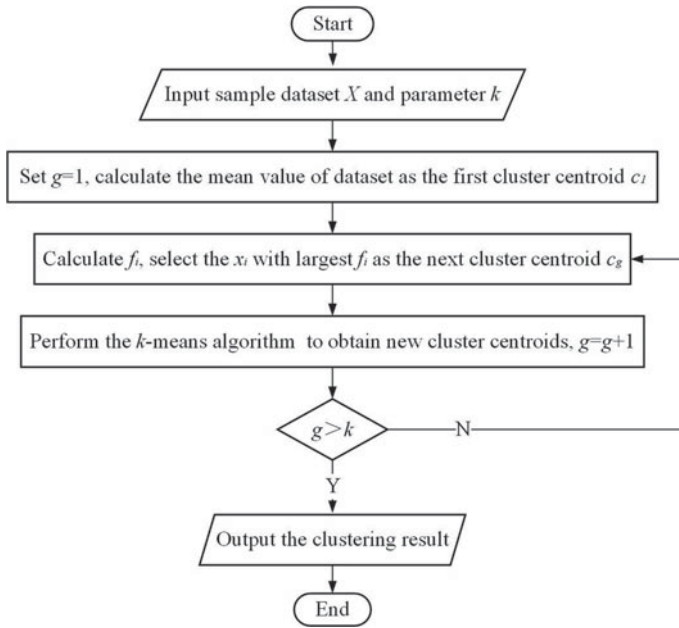 Start
Input sample dataset X and parameter k
Set g=1, calculate the mean value of dataset as the first cluster centroid c₁
Calculate fᵢ, select the xᵢ with largest fᵢ as the next cluster centroid c_g
Perform the k-means algorithm to obtain new cluster centroids, g=g+1
g>k
N
Y
Output the clustering result
End